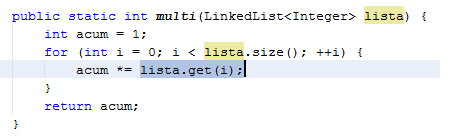 public static int multi(LinkedList<Integer> lista) {
    int acum = 1;
    for (int i = 0; i < lista.size(); ++i) {
        acum *= lista.get(i);
    }
    return acum;
}